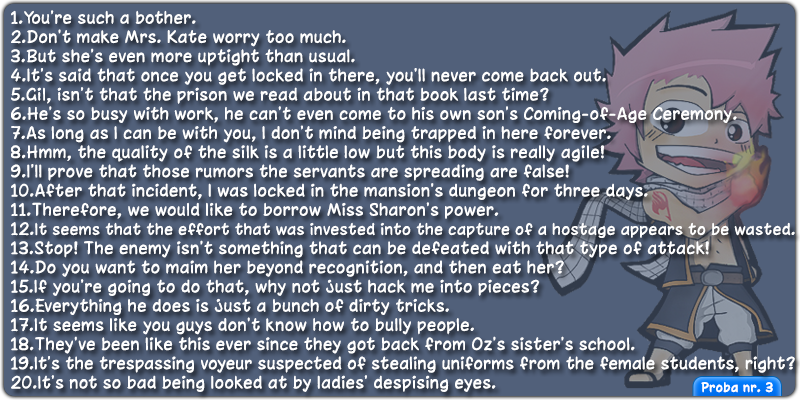 1.You're such a bother.
2.Don't make Mrs. Kate worry too much.
3.But she's even more uptight than usual.
4.It's said that once you get locked in there, you'll never come back out.
5.Gil, isn't that the prison we read about in that book last time?
6.He's so busy with work, he can't even come to his own son's Coming-of-Age Ceremony.
7.As long as I can be with you, I don't mind being trapped in here forever.
8.Hmm, the quality of the silk is a little low but this body is really agile!
9.I'll prove that those rumors the servants are spreading are false!
10.After that incident, I was locked in the mansion's dungeon for three days.
11.Therefore, we would like to borrow Miss Sharon's power.
12.It seems that the effort that was invested into the capture of a hostage appears to be wasted.
13.Stop! The enemy isn't something that can be defeated with that type of attack!
14.Do you want to maim her beyond recognition, and then eat her?
15.If you're going to do that, why not just hack me into pieces?
16.Everything he does is just a bunch of dirty tricks.
17.It seems like you guys don't know how to bully people.
18.They've been like this ever since they got back from Oz's sister's school.
19.It's the trespassing voyeur suspected of stealing uniforms from the female students, right?
20.It's not so bad being looked at by ladies' despising eyes.
Proba nr. 3